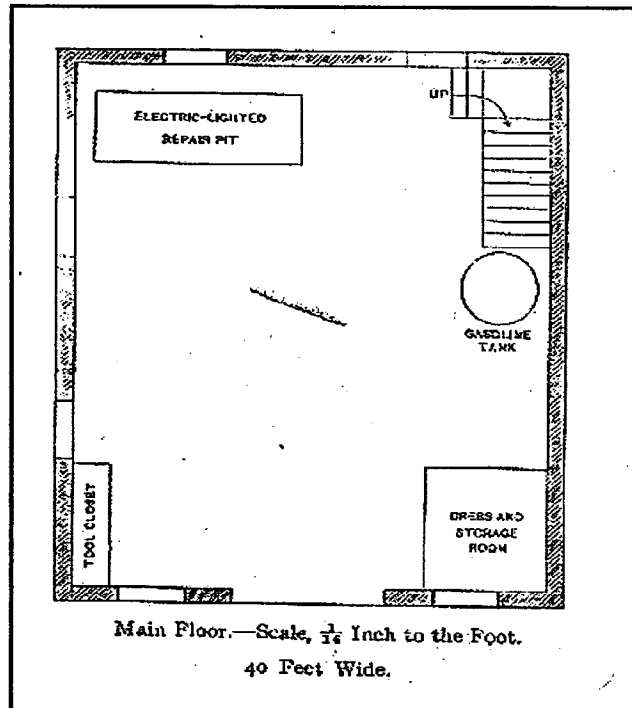 UP
ELECTRIC-LIGHTED
REPAIR PIT
GASOLINE
TANK
TOOL CLOSET
DRESS AND
STORAGE
ROOM
Main Floor.—Scale, 1/16 Inch to the Foot.
40 Feet Wide.